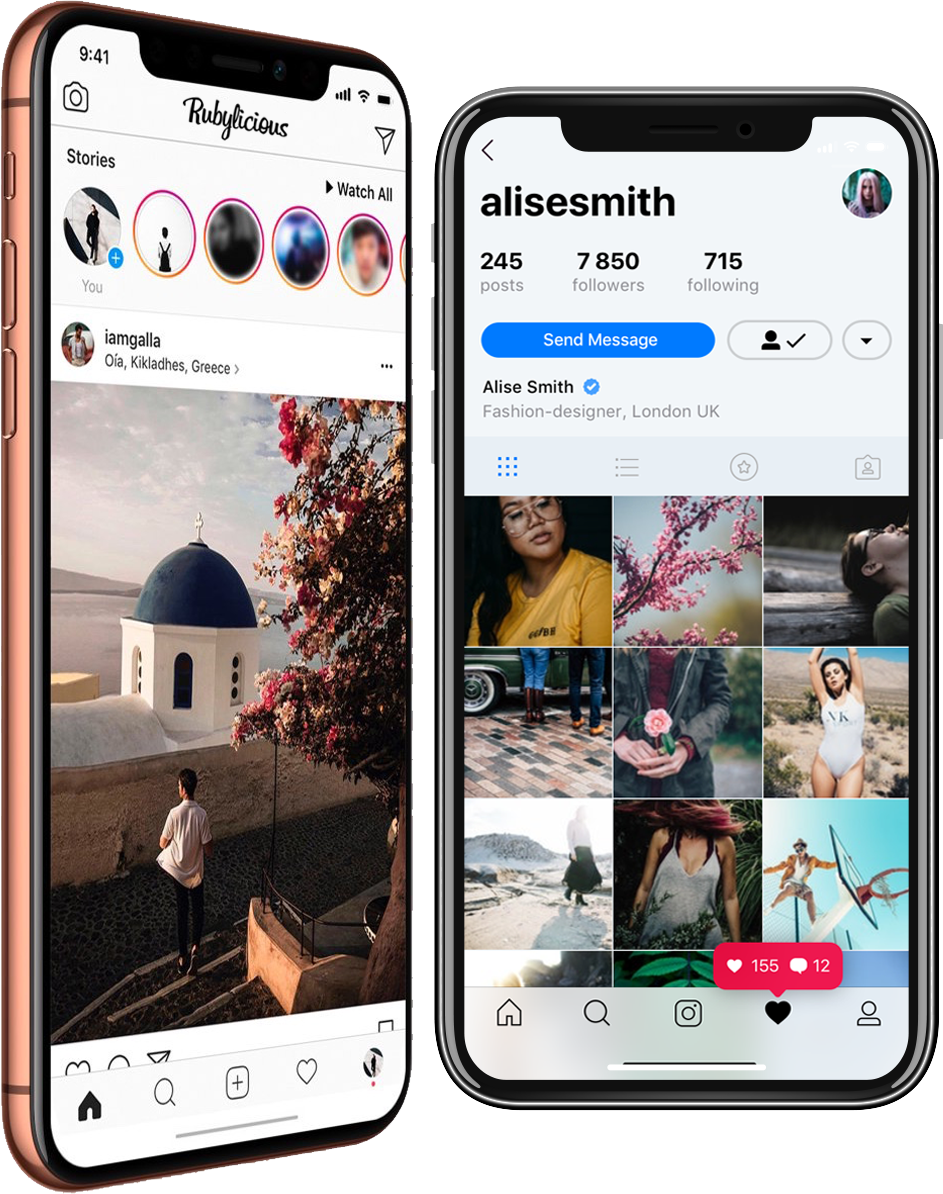 9:41
Rubylicious
Stories
Watch All
You
iamgalla
Oía, Kikladhes, Greece >
alisesmith
245 7 850 715
posts followers following
Send Message
Alise Smith
Fashion-designer, London UK
NK
155 12